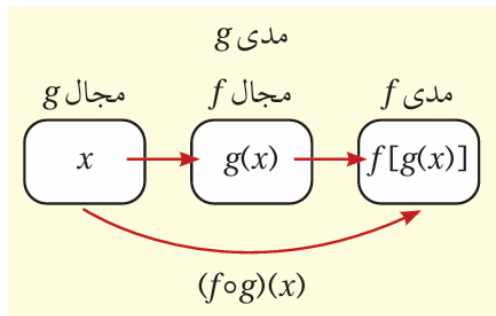 مدى g
مجال g مجال f مدى f
x g(x) f[g(x)]
(f∘g)(x)